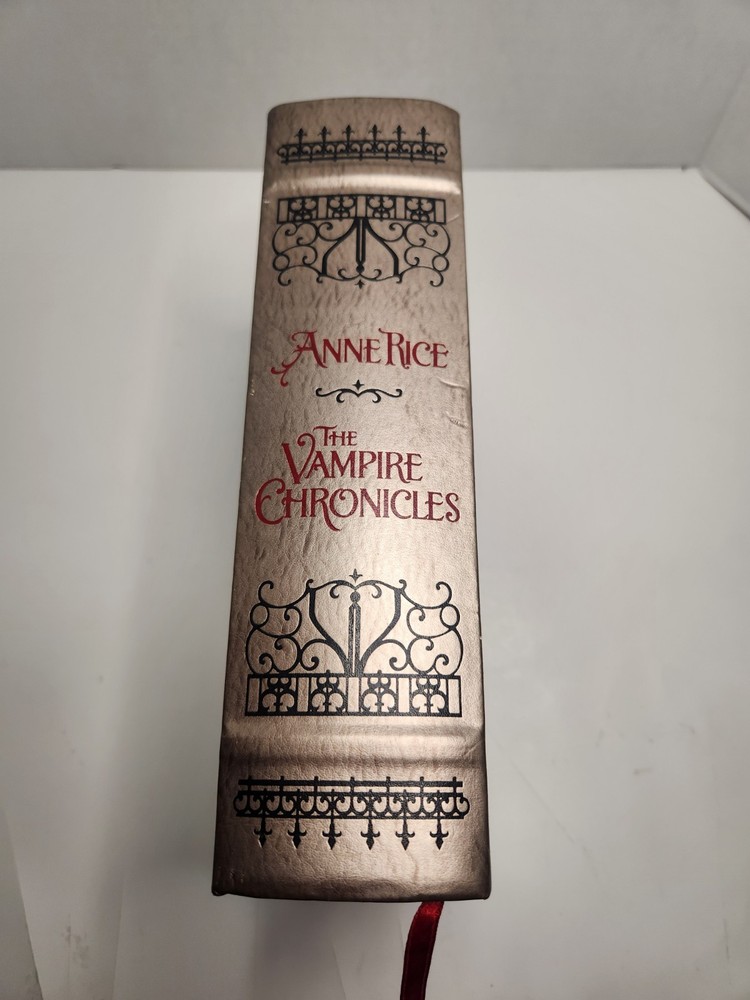 ANNE RICE
THE
VAMPIRE
CHRONICLES